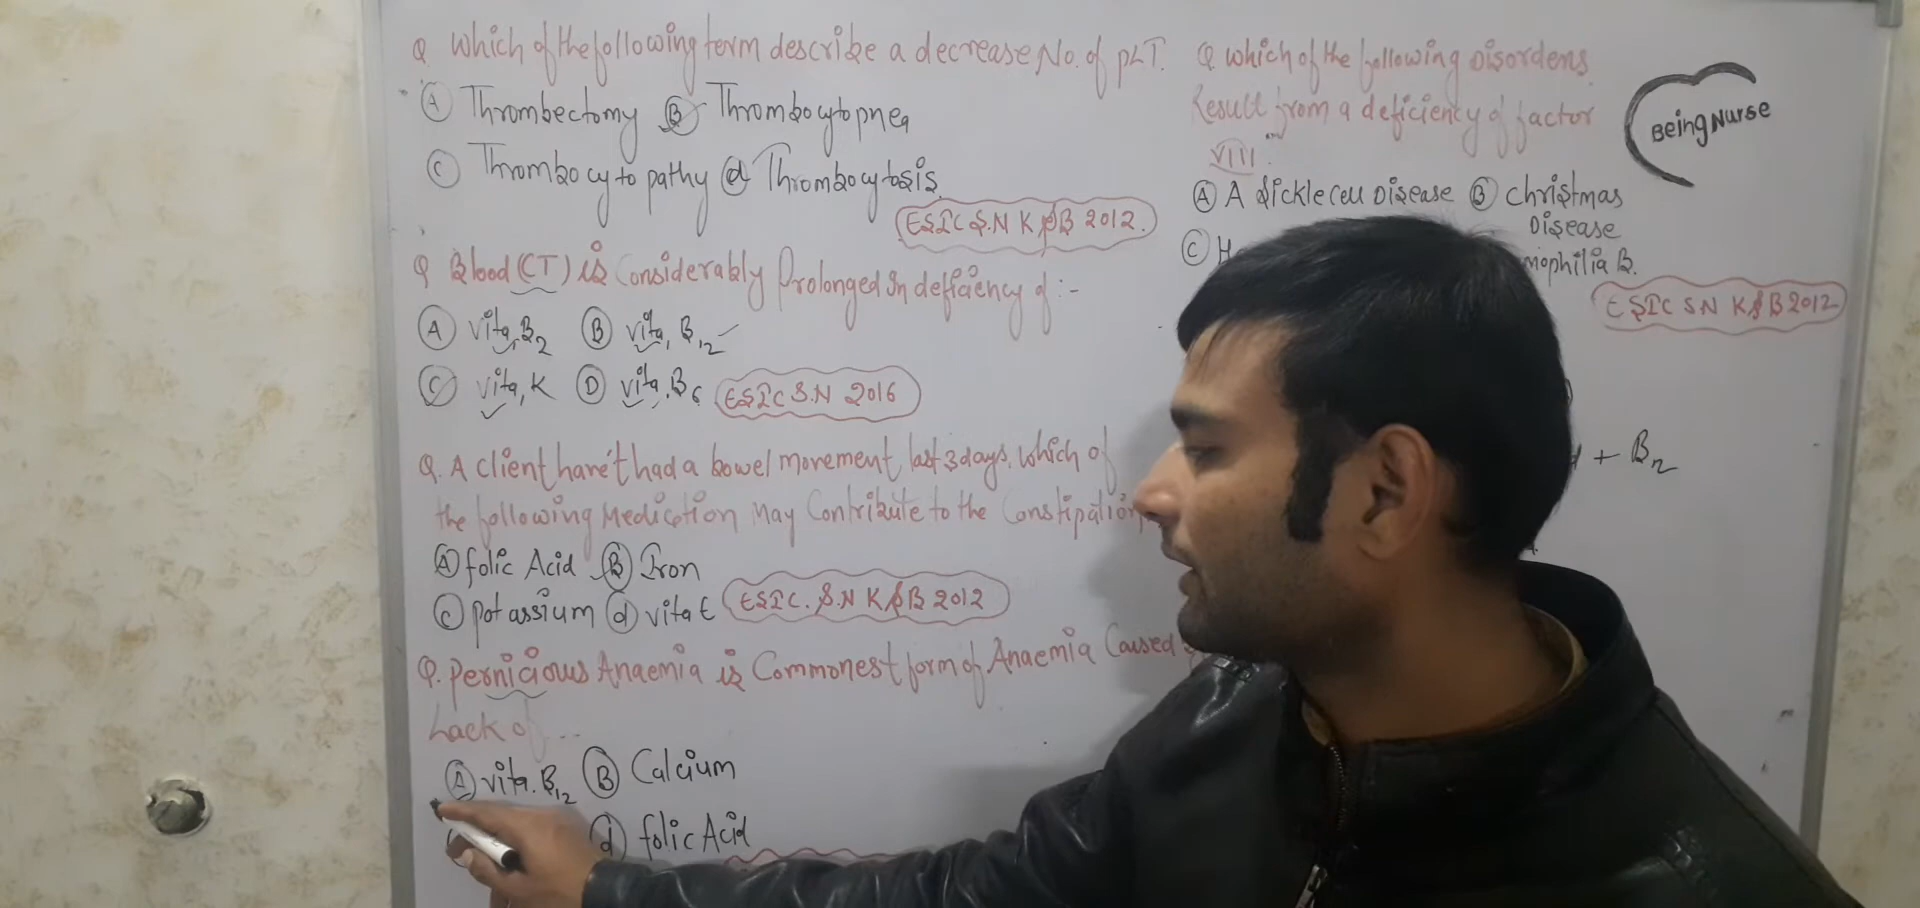 Q Which of the following term describe a decrease No. of PLT.
A Thrombectomy B Thrombocytopnea
C Thrombocytopathy d Thrombocytosis
ESIC S.N K&B 2012.
Q Blood (CT) is Considerably Prolonged In deficiency of :-
A vita, B2 B vita, B12
C vita, K D vita, B6 ESIC S.N 2016
Q. A client have't had a bowel movement last 3 days, which of
the following Medication May Contribute to the Constipation
A folic Acid B Iron
C potassium d vita E ESIC. S.N K&B 2012
Q. Pernicious Anaemia is Commonest form of Anaemia Caused
Lack of ...
A vita. B12 B Calcium
d folic Acid
Q which of the following Disorders
Result from a deficiency of factor
VIII.
A A Sickle cell Disease B Christmas
Disease
C H
mophilia B.
ESIC SN K&B 2012
+ B12
Being Nurse